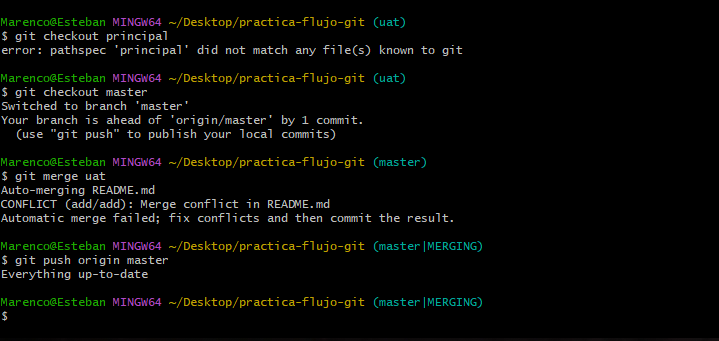 Marenco@Esteban MINGW64 ~/Desktop/practica-flujo-git (uat)
$ git checkout principal
error: pathspec 'principal' did not match any file(s) known to git
Marenco@Esteban MINGW64 ~/Desktop/practica-flujo-git (uat)
$ git checkout master
Switched to branch 'master'
Your branch is ahead of 'origin/master' by 1 commit.
  (use "git push" to publish your local commits)
Marenco@Esteban MINGW64 ~/Desktop/practica-flujo-git (master)
$ git merge uat
Auto-merging README.md
CONFLICT (add/add): Merge conflict in README.md
Automatic merge failed; fix conflicts and then commit the result.
Marenco@Esteban MINGW64 ~/Desktop/practica-flujo-git (master|MERGING)
$ git push origin master
Everything up-to-date
Marenco@Esteban MINGW64 ~/Desktop/practica-flujo-git (master|MERGING)
$